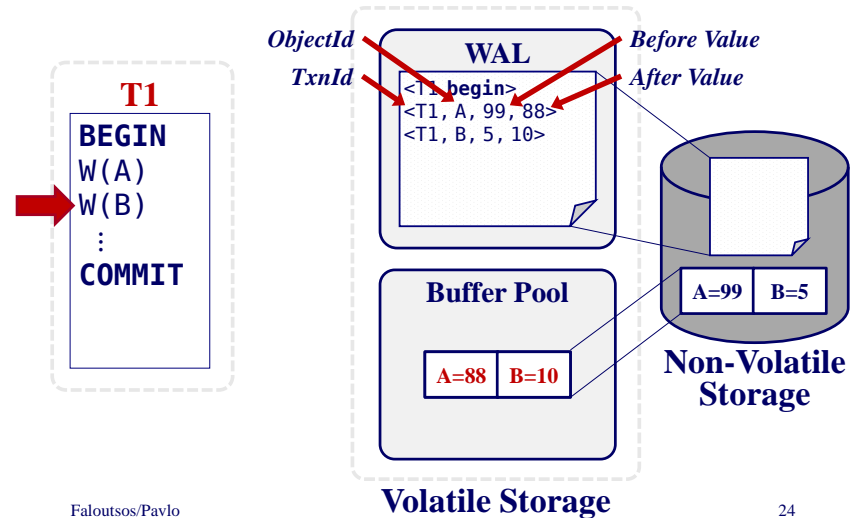 T1
BEGIN
W(A)
W(B)
⋮
COMMIT
ObjectId
TxnId
Before Value
After Value
WAL
<T1 begin>
<T1, A, 99, 88>
<T1, B, 5, 10>
Buffer Pool
A=88 B=10
A=99 B=5
Non-Volatile
Storage
Volatile Storage
Faloutsos/Pavlo
24